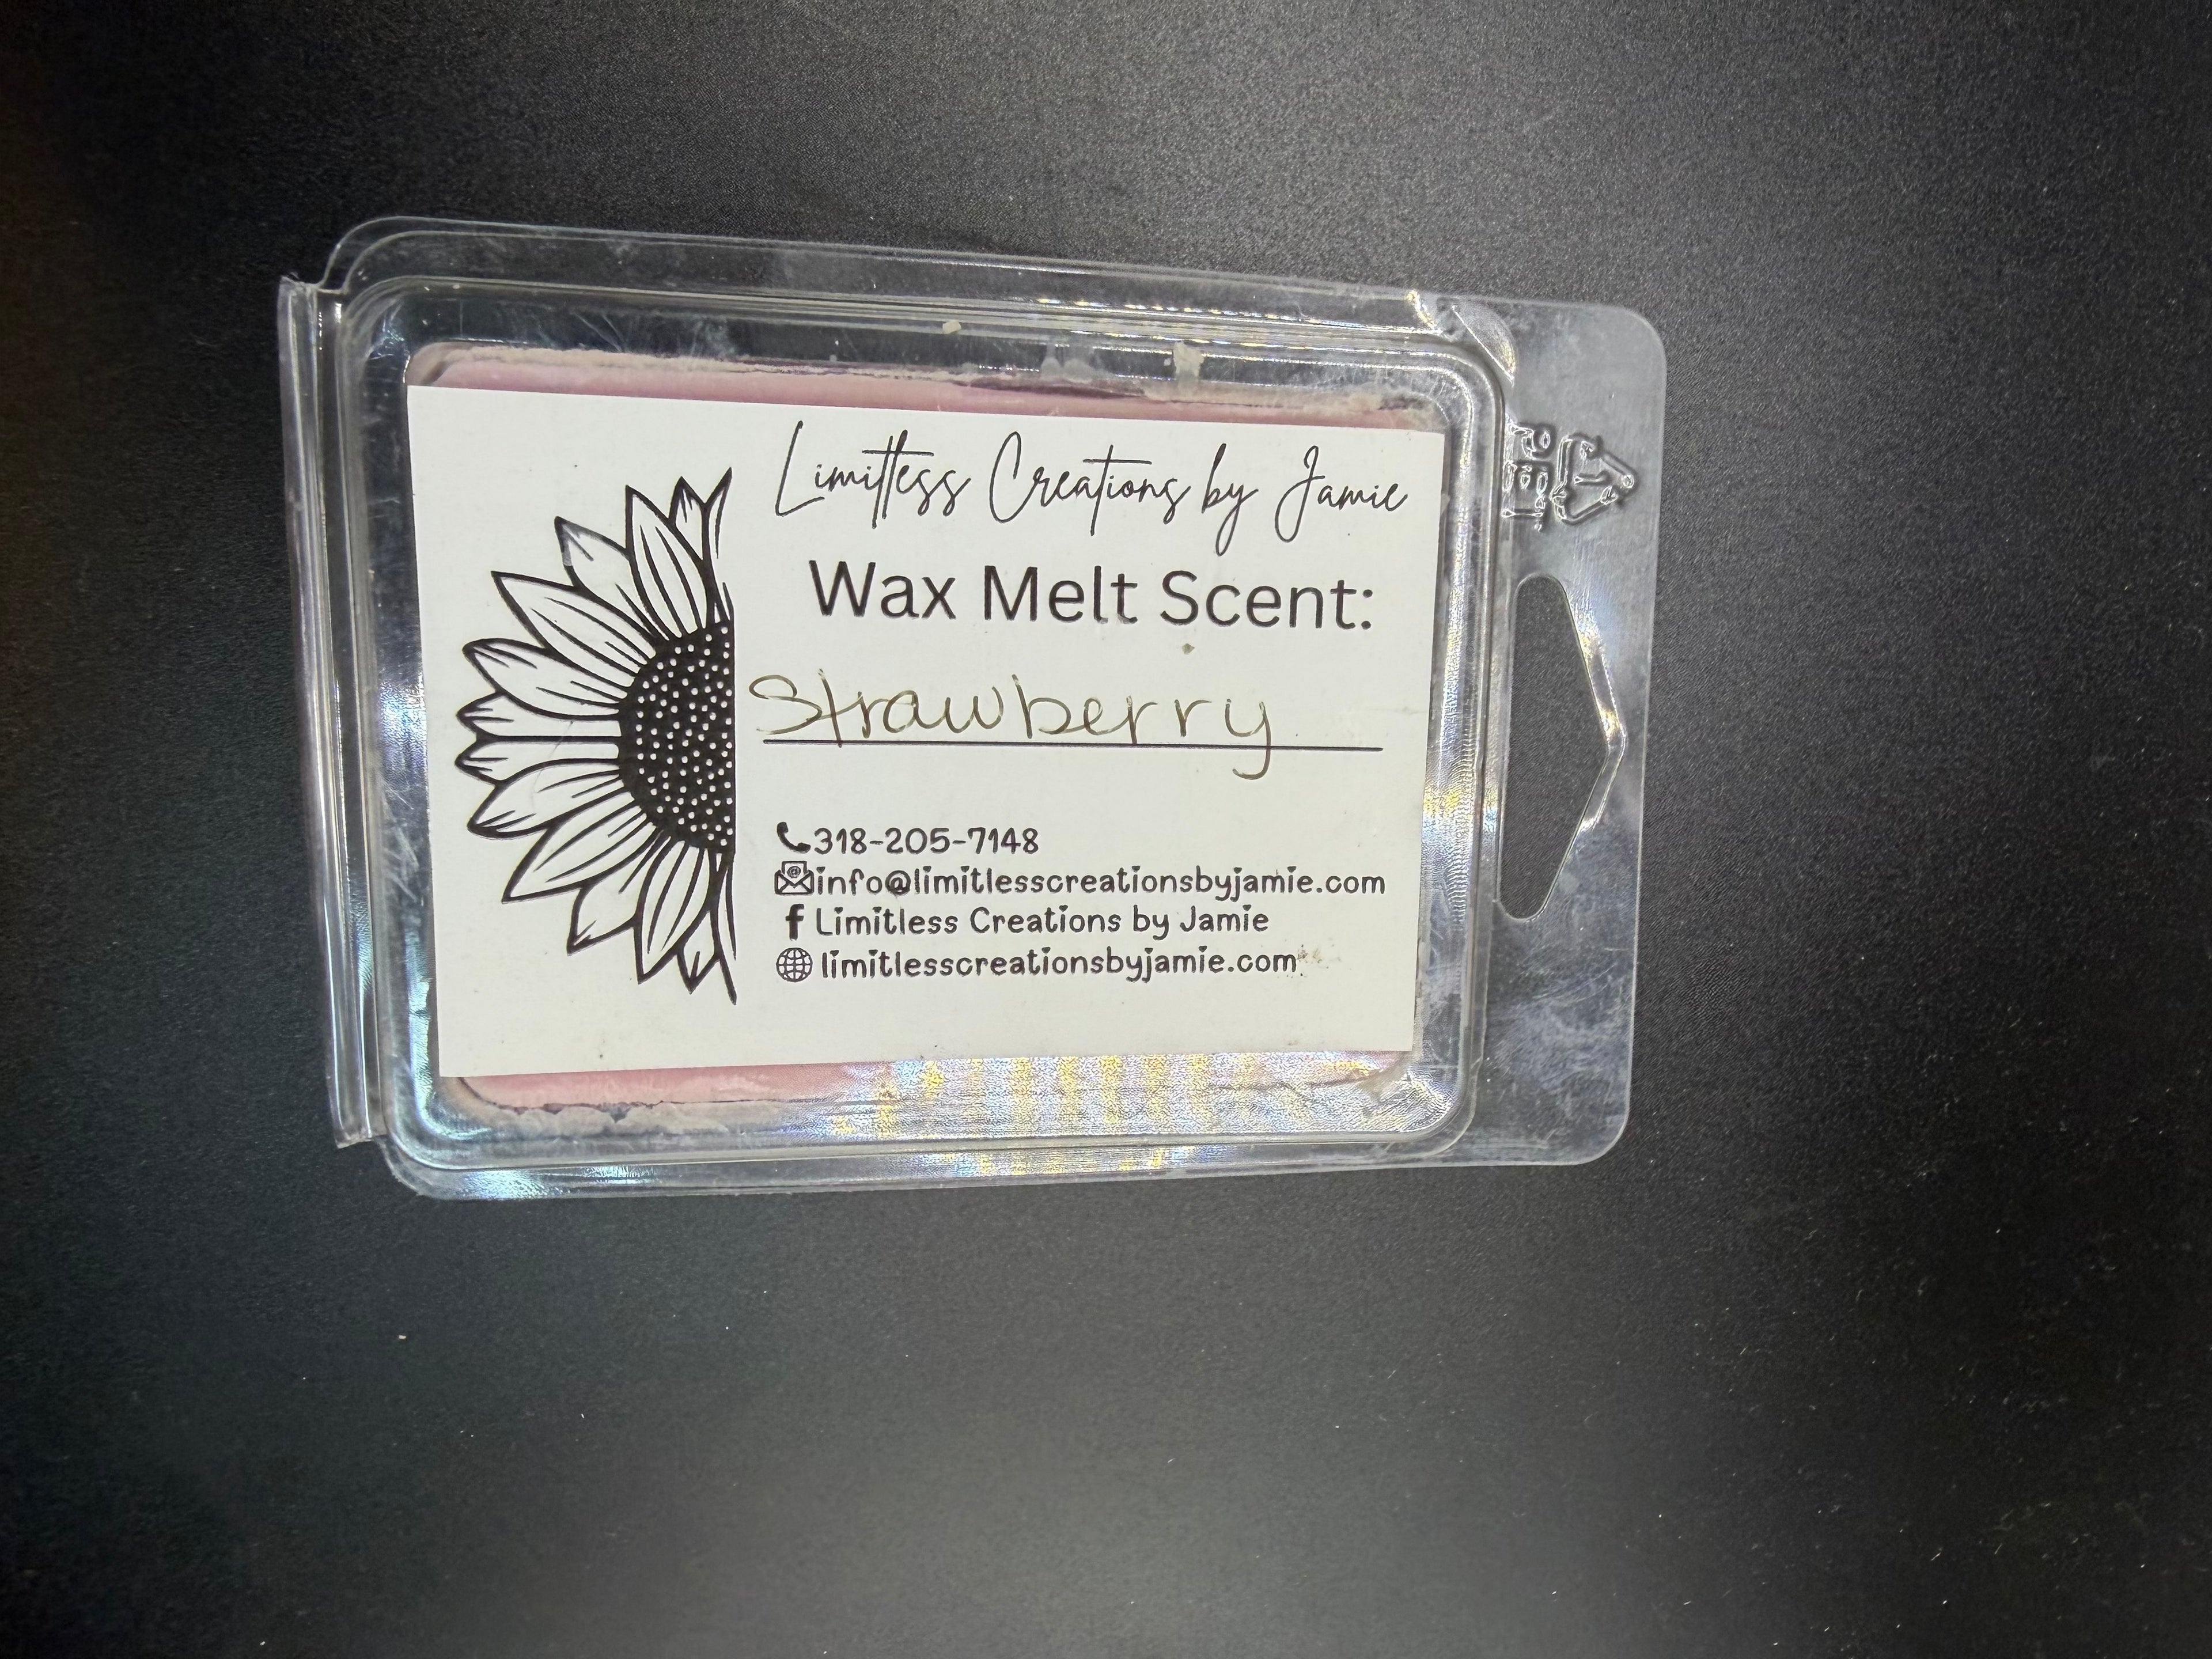 Limitless Creations by Jamie
Wax Melt Scent:
Strawberry
318-205-7148
info@limitlesscreationsbyjamie.com
f Limitless Creations by Jamie
limitlesscreationsbyjamie.com